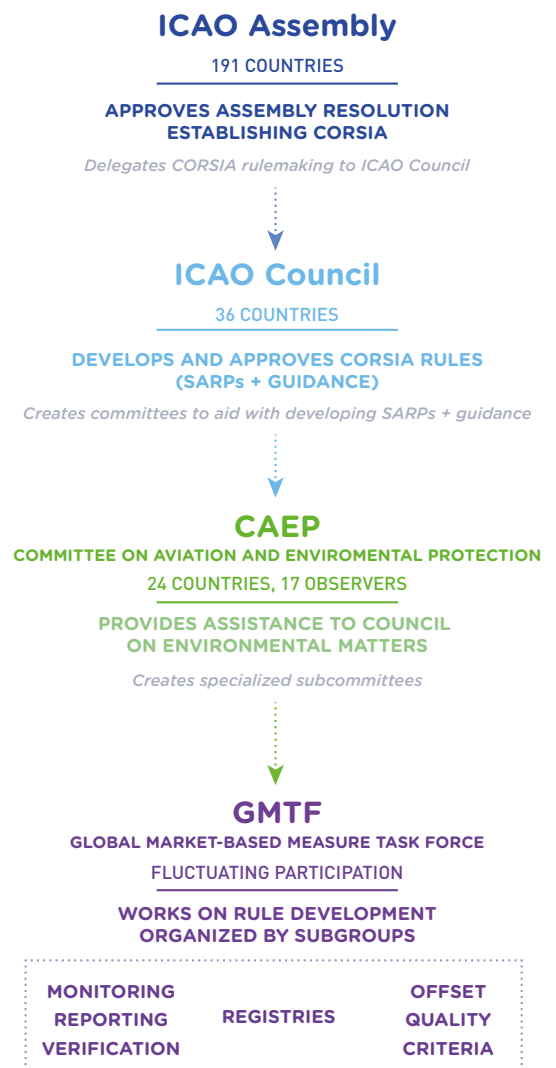 ICAO Assembly
191 COUNTRIES
APPROVES ASSEMBLY RESOLUTION
ESTABLISHING CORSIA
Delegates CORSIA rulemaking to ICAO Council
ICAO Council
36 COUNTRIES
DEVELOPS AND APPROVES CORSIA RULES
(SARPs + GUIDANCE)
Creates committees to aid with developing SARPs + guidance
CAEP
COMMITTEE ON AVIATION AND ENVIROMENTAL PROTECTION
24 COUNTRIES, 17 OBSERVERS
PROVIDES ASSISTANCE TO COUNCIL
ON ENVIRONMENTAL MATTERS
Creates specialized subcommittees
GMTF
GLOBAL MARKET-BASED MEASURE TASK FORCE
FLUCTUATING PARTICIPATION
WORKS ON RULE DEVELOPMENT
ORGANIZED BY SUBGROUPS
MONITORING
REPORTING
VERIFICATION
REGISTRIES
OFFSET
QUALITY
CRITERIA